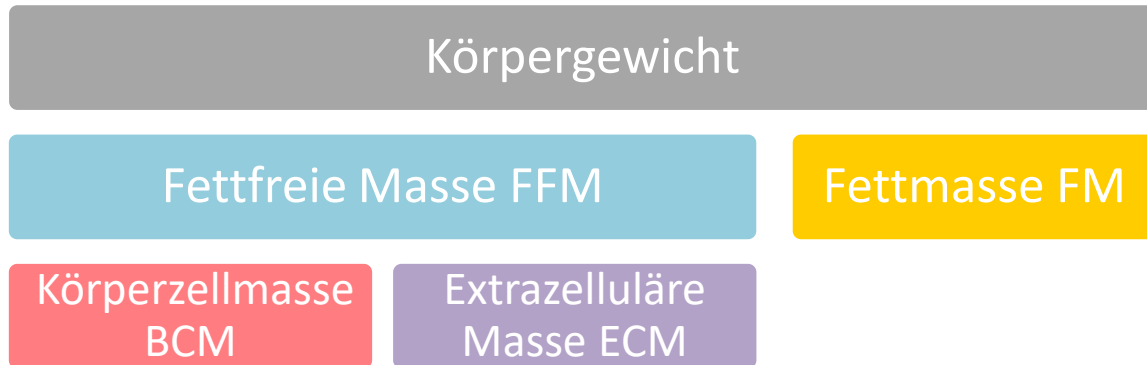 Körpergewicht
Fettfreie Masse FFM
Fettmasse FM
Körperzellmasse
BCM
Extrazelluläre
Masse ECM